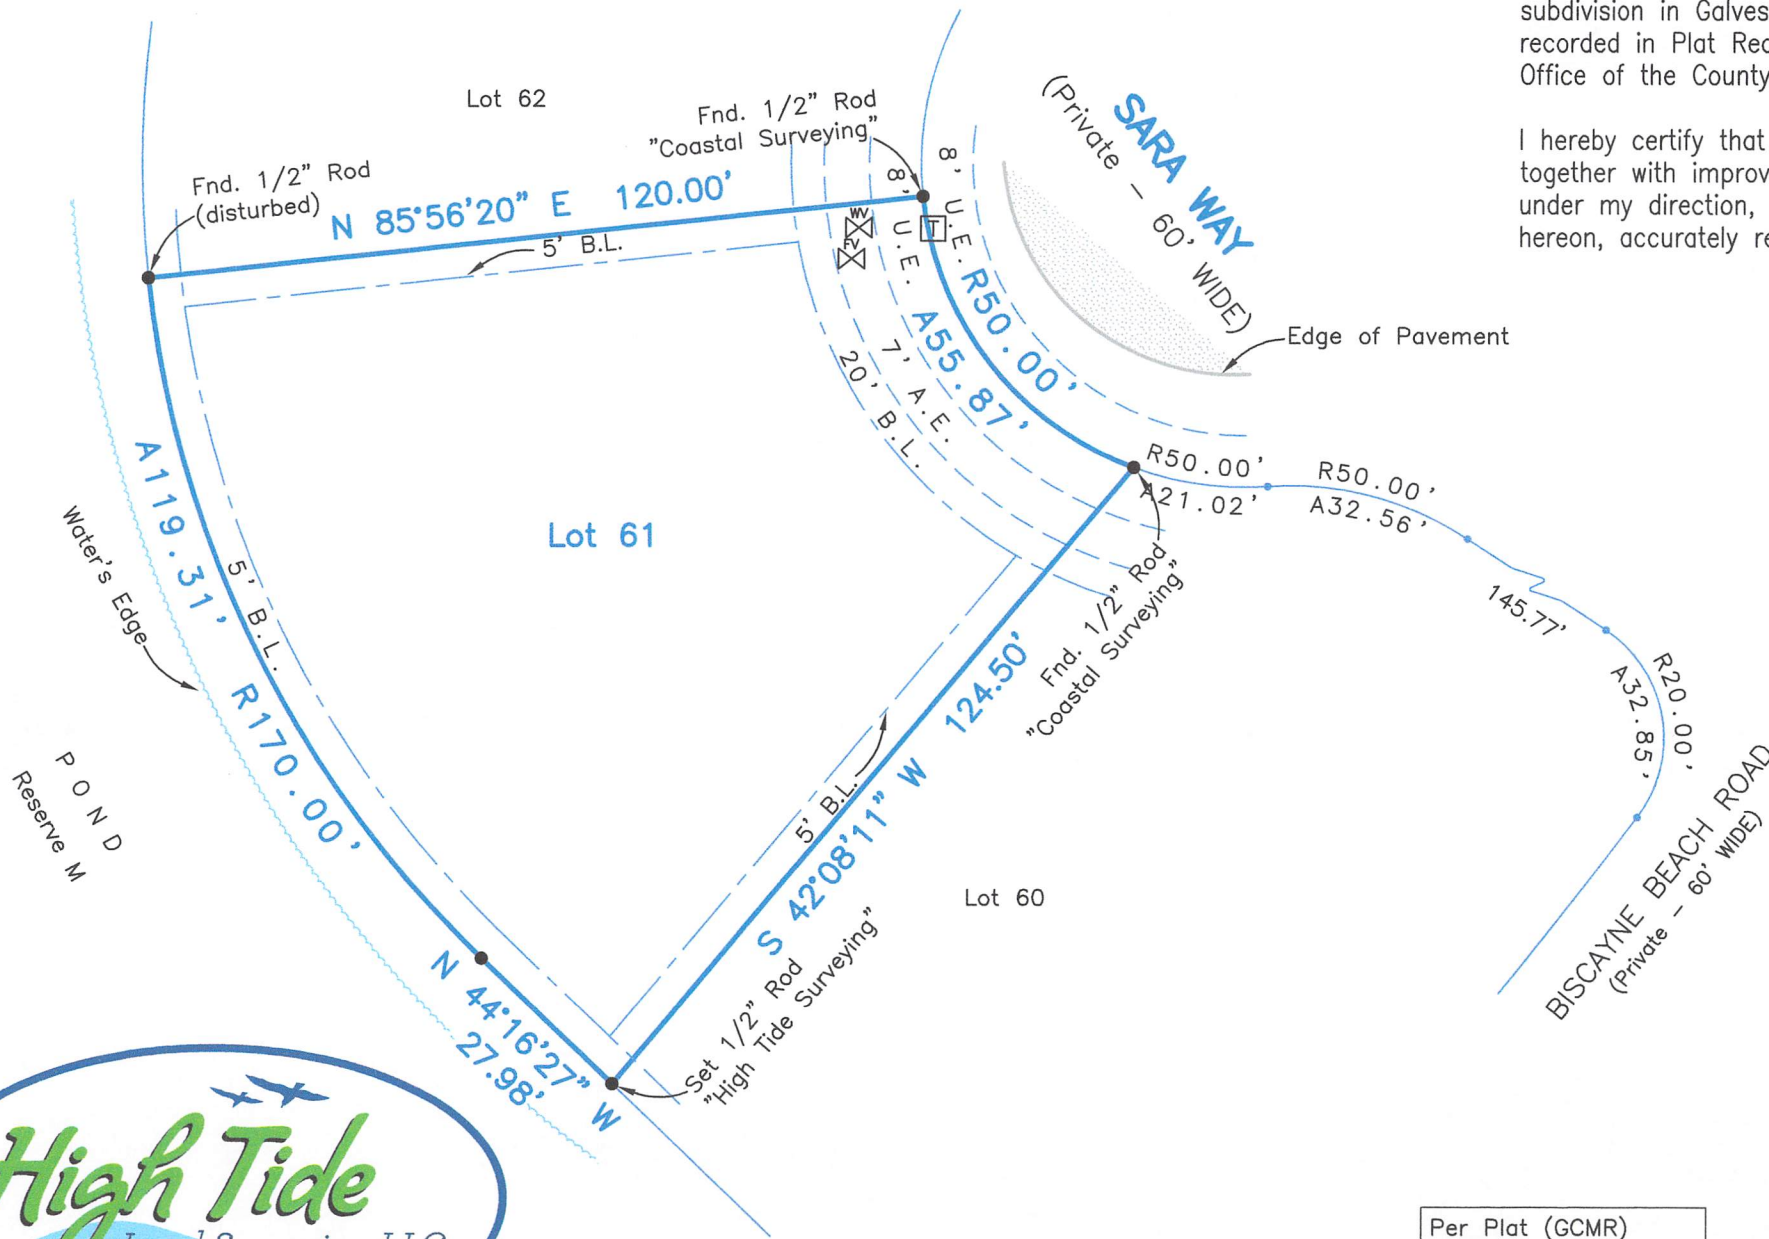 subdivision in Galves
recorded in Plat Rec
Office of the County
I hereby certify that
together with improv
under my direction,
hereon, accurately re
Lot 62
Fnd. 1/2" Rod
"Coastal Surveying"
SARA WAY
(Private - 60' WIDE)
Fnd. 1/2" Rod
(disturbed)
N 85°56'20" E 120.00'
5' B.L.
WV
FV
T
8' U.E.
8' U.E.
R50.00'
A55.87'
7' A.E.
20' B.L.
Edge of Pavement
R50.00'
A21.02'
R50.00'
A32.56'
145.77'
R20.00'
A32.85'
BISCAYNE BEACH ROAD
(Private - 60' WIDE)
Lot 61
A119.31'
R170.00'
5' B.L.
Water's Edge
POND
Reserve M
Fnd. 1/2" Rod
"Coastal Surveying"
S 42°08'11" W 124.50'
5' B.L.
Lot 60
N 44°16'27" W
27.98'
Set 1/2" Rod
"High Tide Surveying"
High Tide
Per Plat (GCMR)